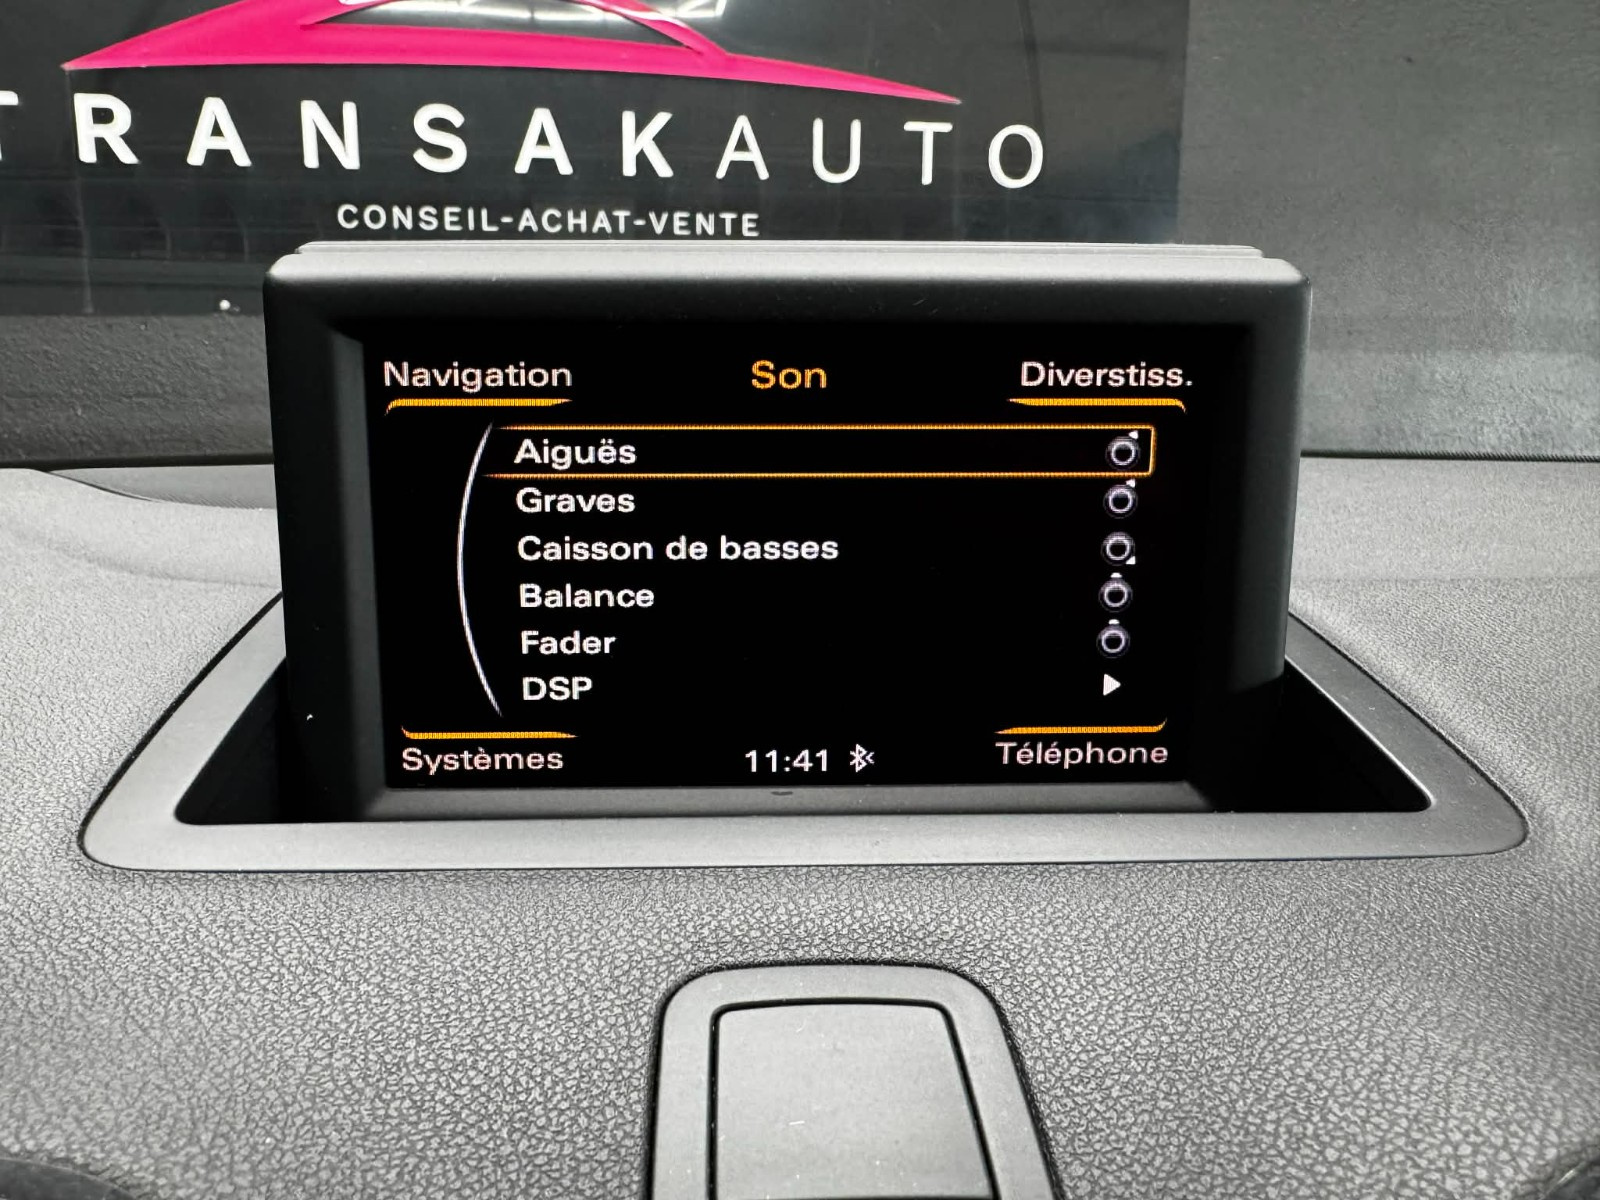 TRANSAKAUTO
CONSEIL-ACHAT-VENTE
Navigation Son Diverstiss.
Aiguës
Graves
Caisson de basses
Balance
Fader
DSP
Systèmes 11:41 Téléphone